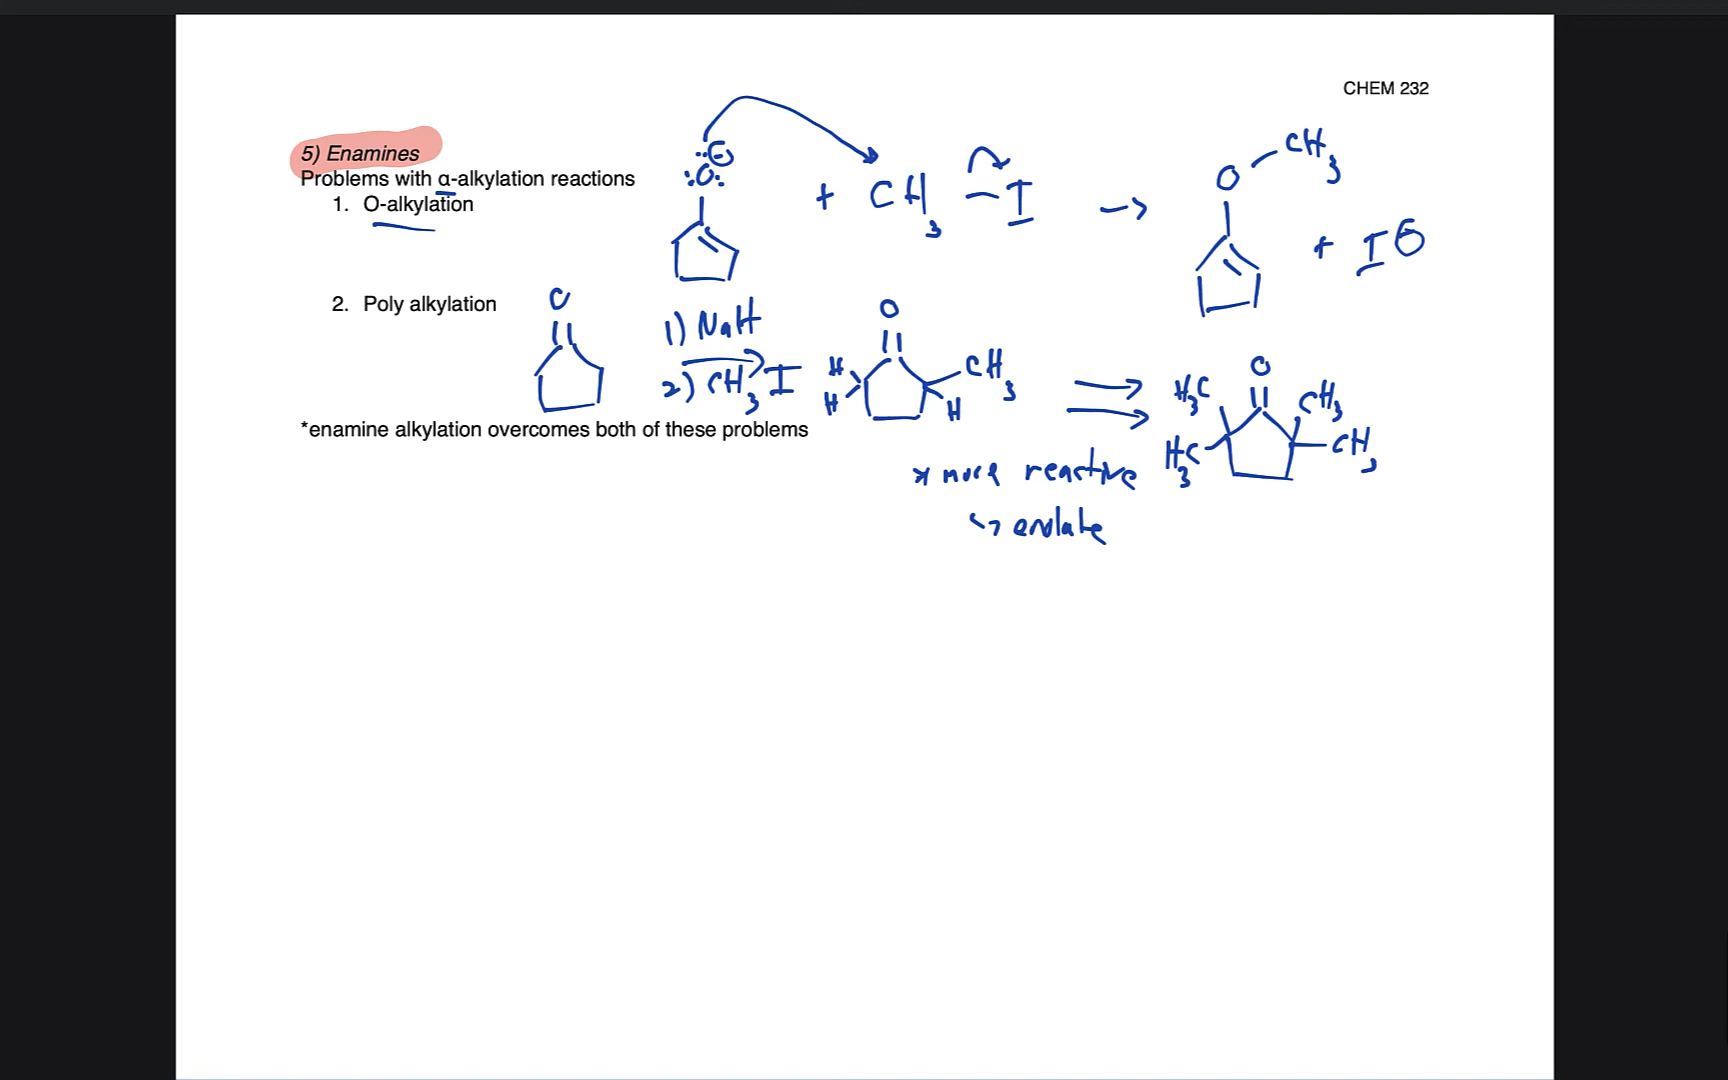 CHEM 232
5) Enamines
Problems with α-alkylation reactions
1. O-alkylation
:Ö:⊖ + CH3 – I → O – CH3 + I⊖
2. Poly alkylation
O 1) NaH O
2) CH3I H H CH3 H
O H3C H3C CH3 CH3
*enamine alkylation overcomes both of these problems
* more reactive
↳ enolate